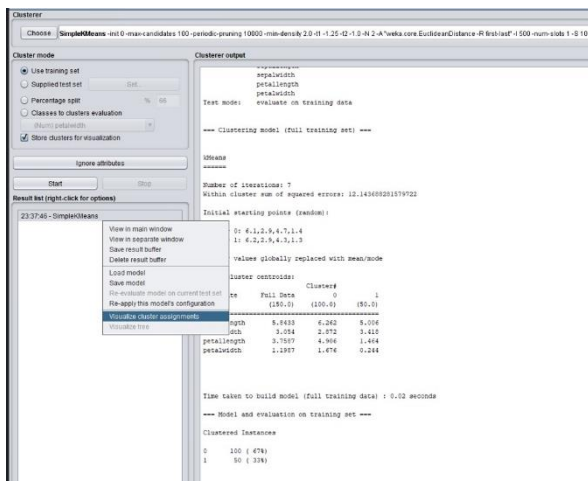 Clusterer
Choose SimpleKMeans -init 0 -max-candidates 100 -periodic-pruning 10000 -min-density 2.0 -t1 -1.25 -t2 -1.0 -N 2 -A "weka.core.EuclideanDistance -R first-last" -I 500 -num-slots 1 -S 10
Cluster mode
Use training set
Supplied test set Set...
Percentage split % 66
Classes to clusters evaluation
(Num) petalwidth
Store clusters for visualization
Ignore attributes
Start Stop
Result list (right-click for options)
23:37:46 - SimpleKMeans
View in main window
View in separate window
Save result buffer
Delete result buffer
Load model
Save model
Re-evaluate model on current test set
Re-apply this model's configuration
Visualize cluster assignments
Visualize tree
Clusterer output
sepalwidth
petallength
petalwidth
Test mode: evaluate on training data
=== Clustering model (full training set) ===
kMeans
======
Number of iterations: 7
Within cluster sum of squared errors: 12.143688281579722
Initial starting points (random):
0: 6.1,2.9,4.7,1.4
1: 6.2,2.9,4.3,1.3
values globally replaced with mean/mode
luster centroids:
Cluster#
te Full Data 0 1
(150.0) (100.0) (50.0)
ngth 5.8433 6.262 5.006
dth 3.054 2.872 3.418
petallength 3.7587 4.906 1.464
petalwidth 1.1987 1.676 0.244
Time taken to build model (full training data) : 0.02 seconds
=== Model and evaluation on training set ===
Clustered Instances
0 100 ( 67%)
1 50 ( 33%)